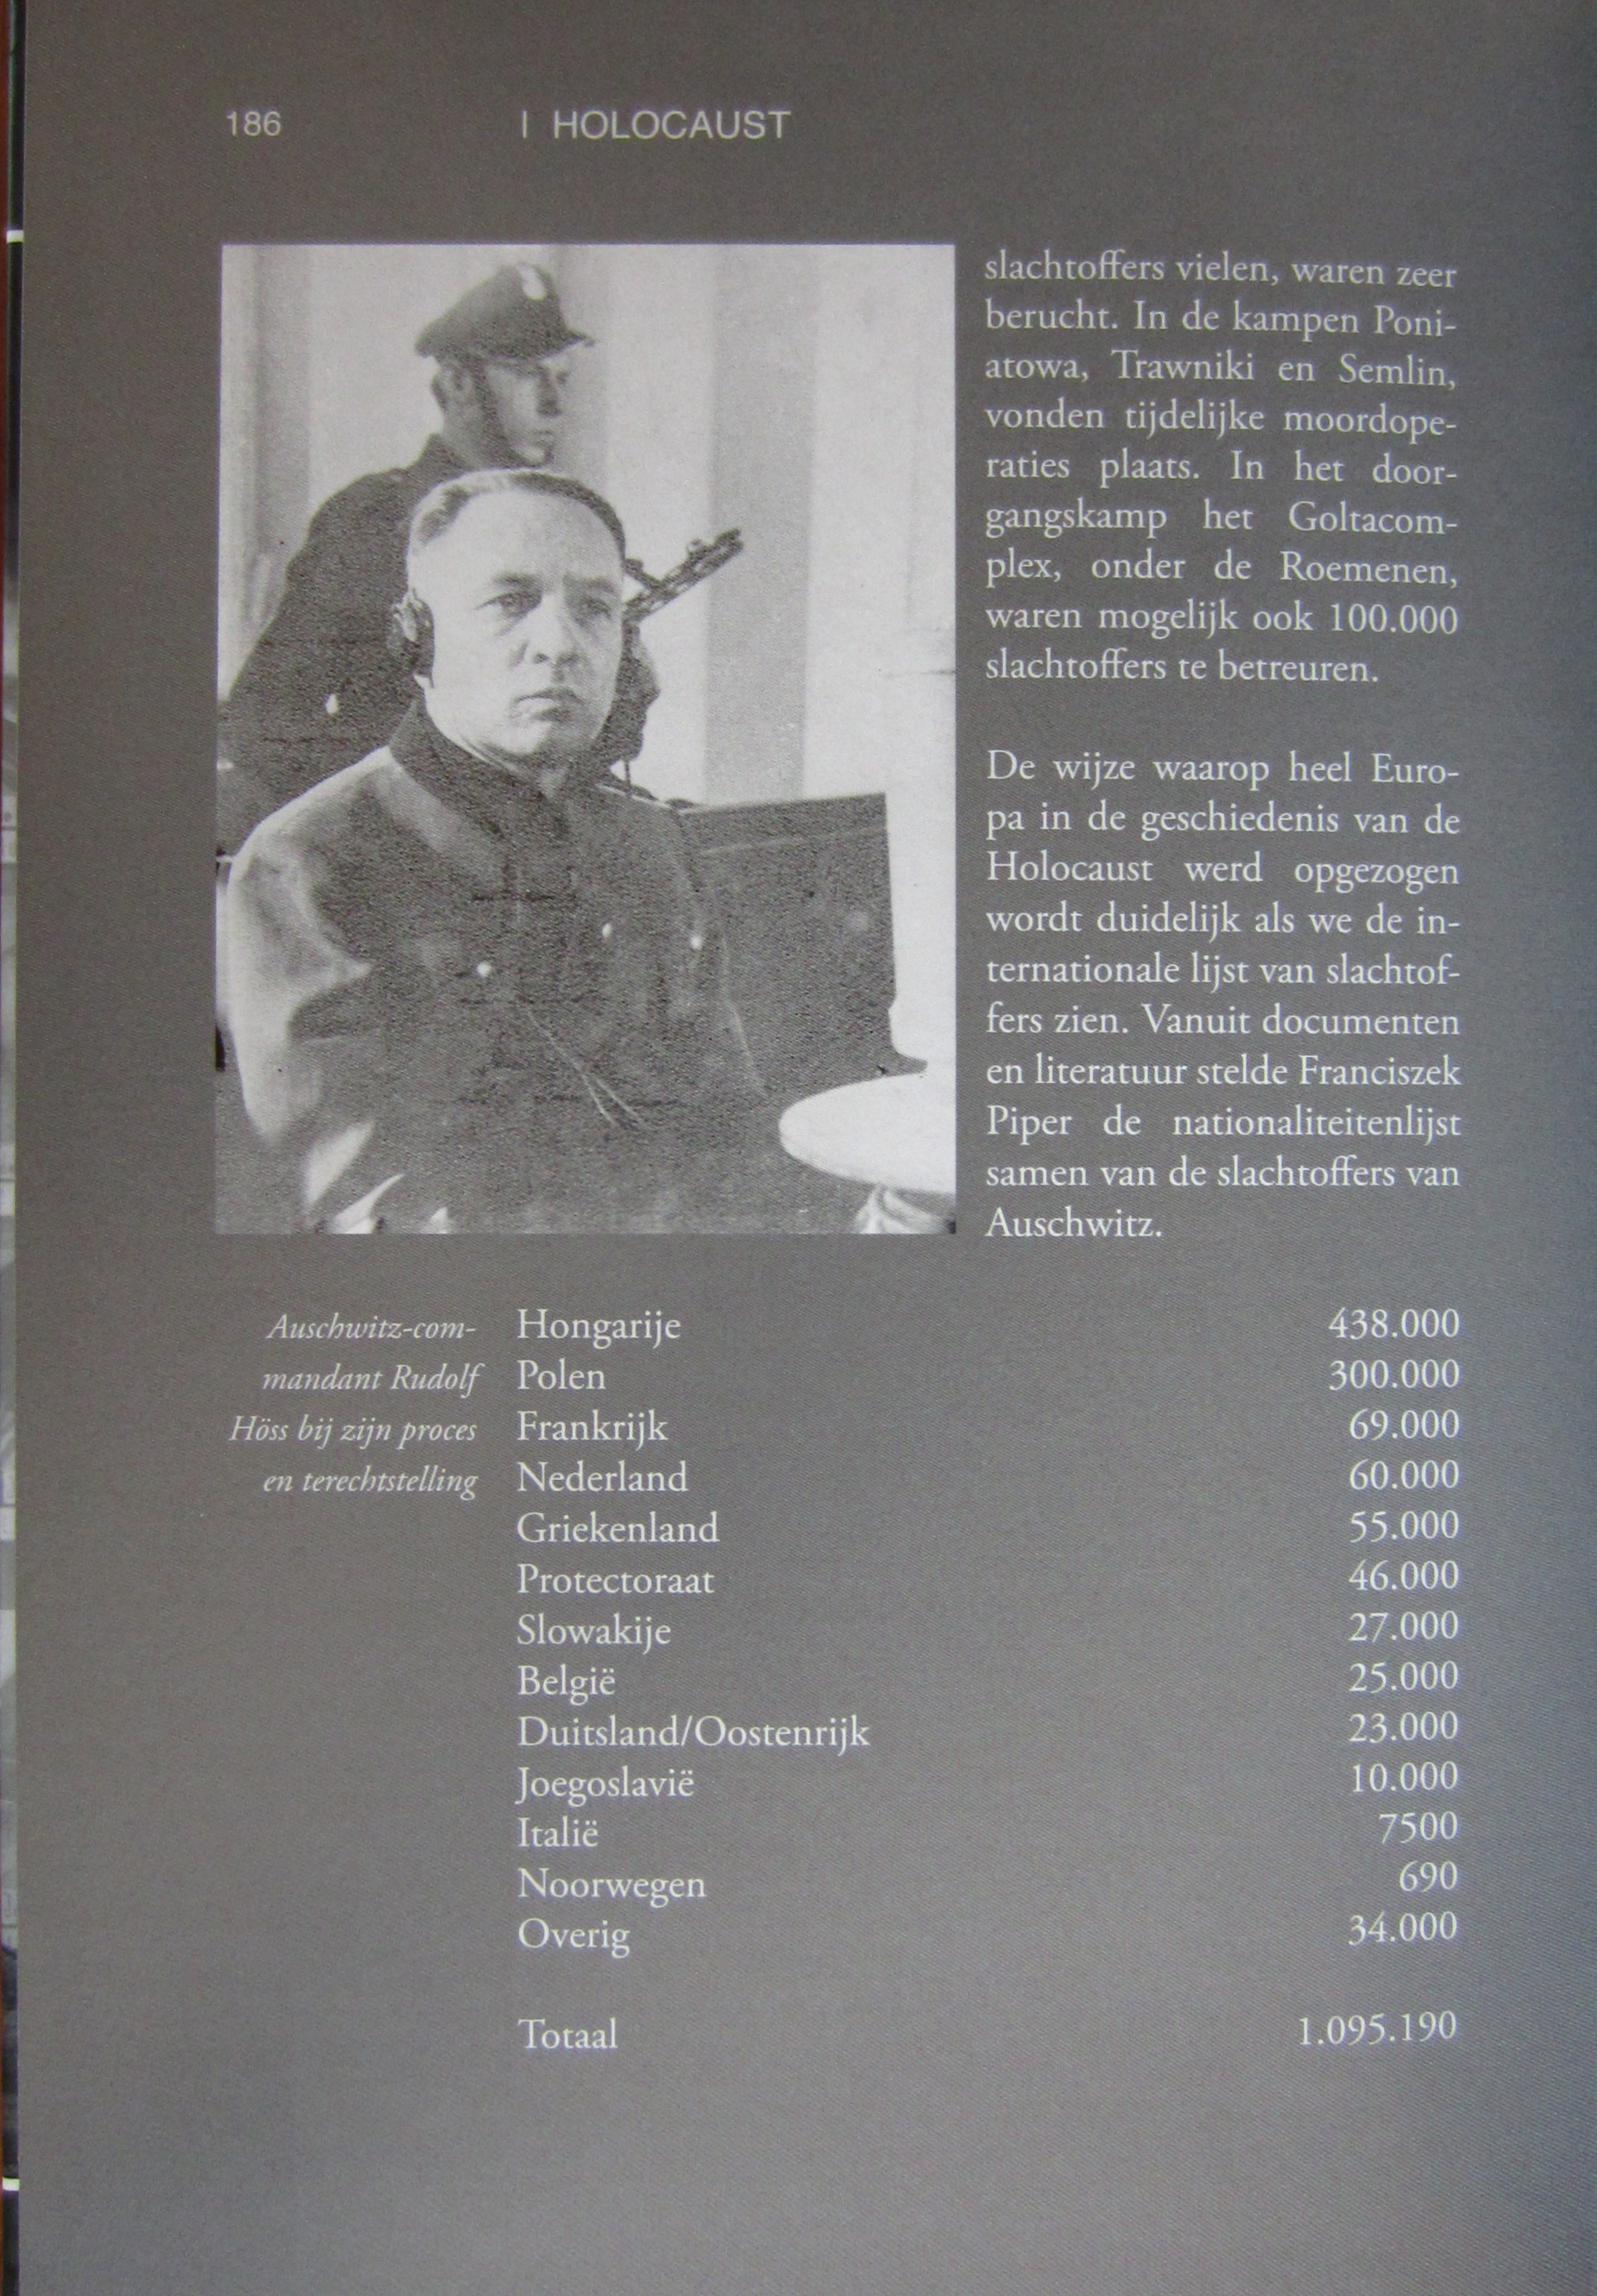 186
| HOLOCAUST
slachtoffers vielen, waren zeer
berucht. In de kampen Poni-
atowa, Trawniki en Semlin,
vonden tijdelijke moordope-
raties plaats. In het door-
gangskamp het Goltacom-
plex, onder de Roemenen,
waren mogelijk ook 100.000
slachtoffers te betreuren.
De wijze waarop heel Euro-
pa in de geschiedenis van de
Holocaust werd opgezogen
wordt duidelijk als we de in-
ternationale lijst van slachtof-
fers zien. Vanuit documenten
en literatuur stelde Franciszek
Piper de nationaliteitenlijst
samen van de slachtoffers van
Auschwitz.
Auschwitz-com-
mandant Rudolf
Höss bij zijn proces
en terechtstelling
Hongarije 438.000
Polen 300.000
Frankrijk 69.000
Nederland 60.000
Griekenland 55.000
Protectoraat 46.000
Slowakije 27.000
België 25.000
Duitsland/Oostenrijk 23.000
Joegoslavië 10.000
Italië 7500
Noorwegen 690
Overig 34.000
Totaal 1.095.190